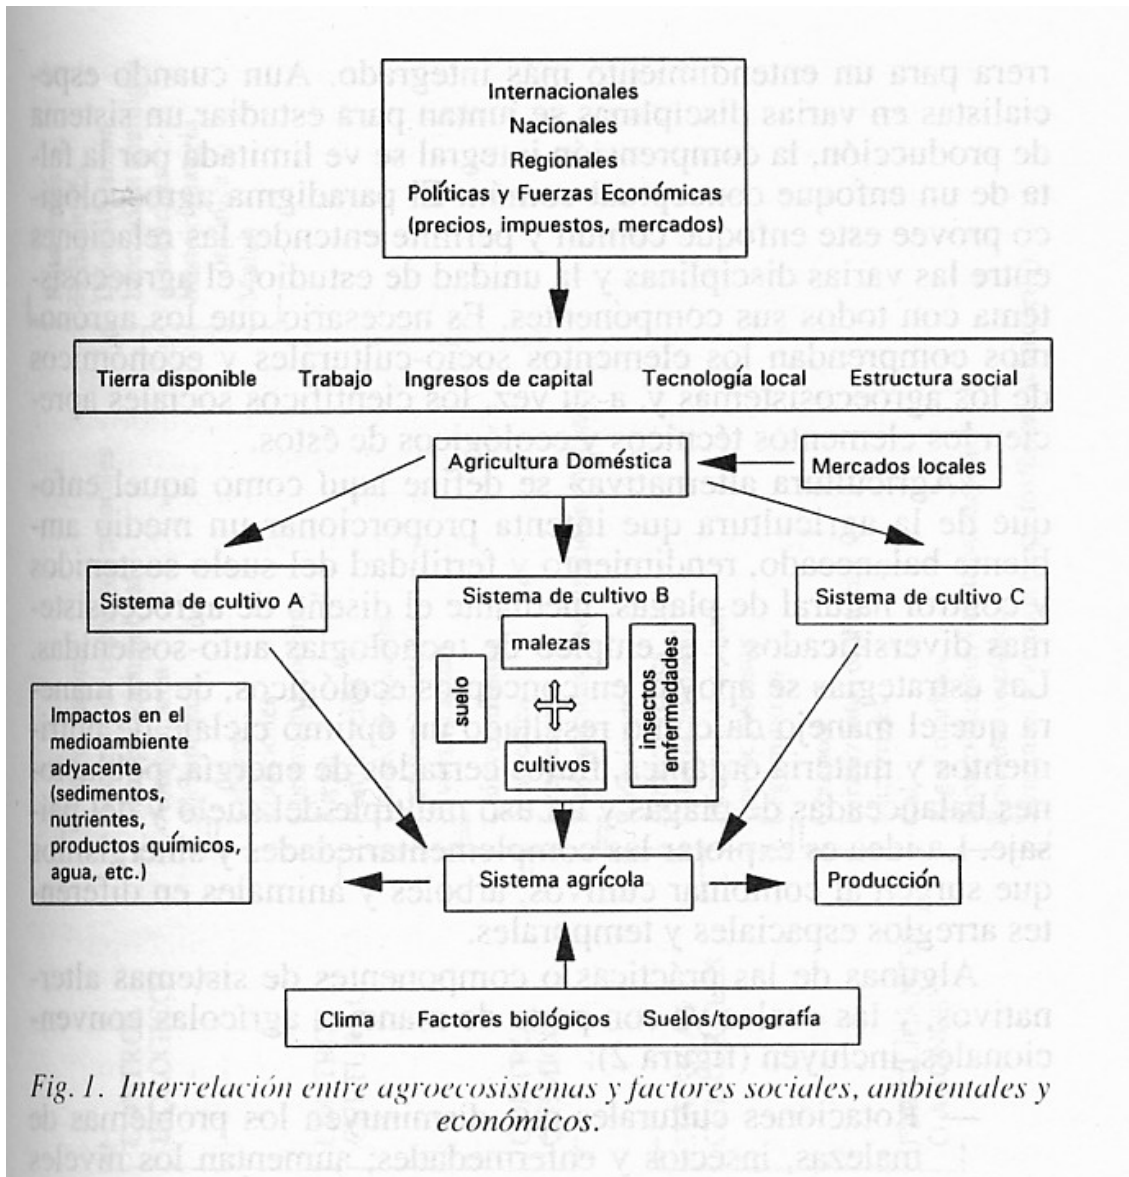 Internacionales
Nacionales
Regionales
Políticas y Fuerzas Económicas
(precios, impuestos, mercados)
Tierra disponible Trabajo Ingresos de capital Tecnología local Estructura social
Agricultura Doméstica
Mercados locales
Sistema de cultivo A
Sistema de cultivo B
Sistema de cultivo C
malezas
suelo
insectos
enfermedades
cultivos
Impactos en el
medioambiente
adyacente
(sedimentos,
nutrientes,
productos químicos,
agua, etc.)
Sistema agrícola
Producción
Clima Factores biológicos Suelos/topografía
Fig. 1. Interrelación entre agroecosistemas y factores sociales, ambientales y
económicos.